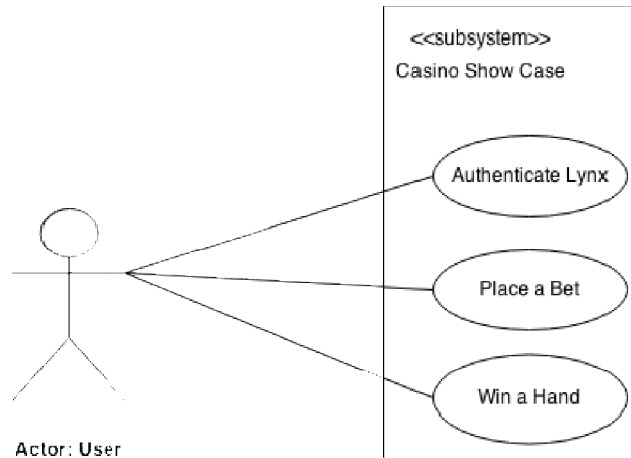 <<subsystem>>
Casino Show Case
Authenticate Lynx
Place a Bet
Win a Hand
Actor: User